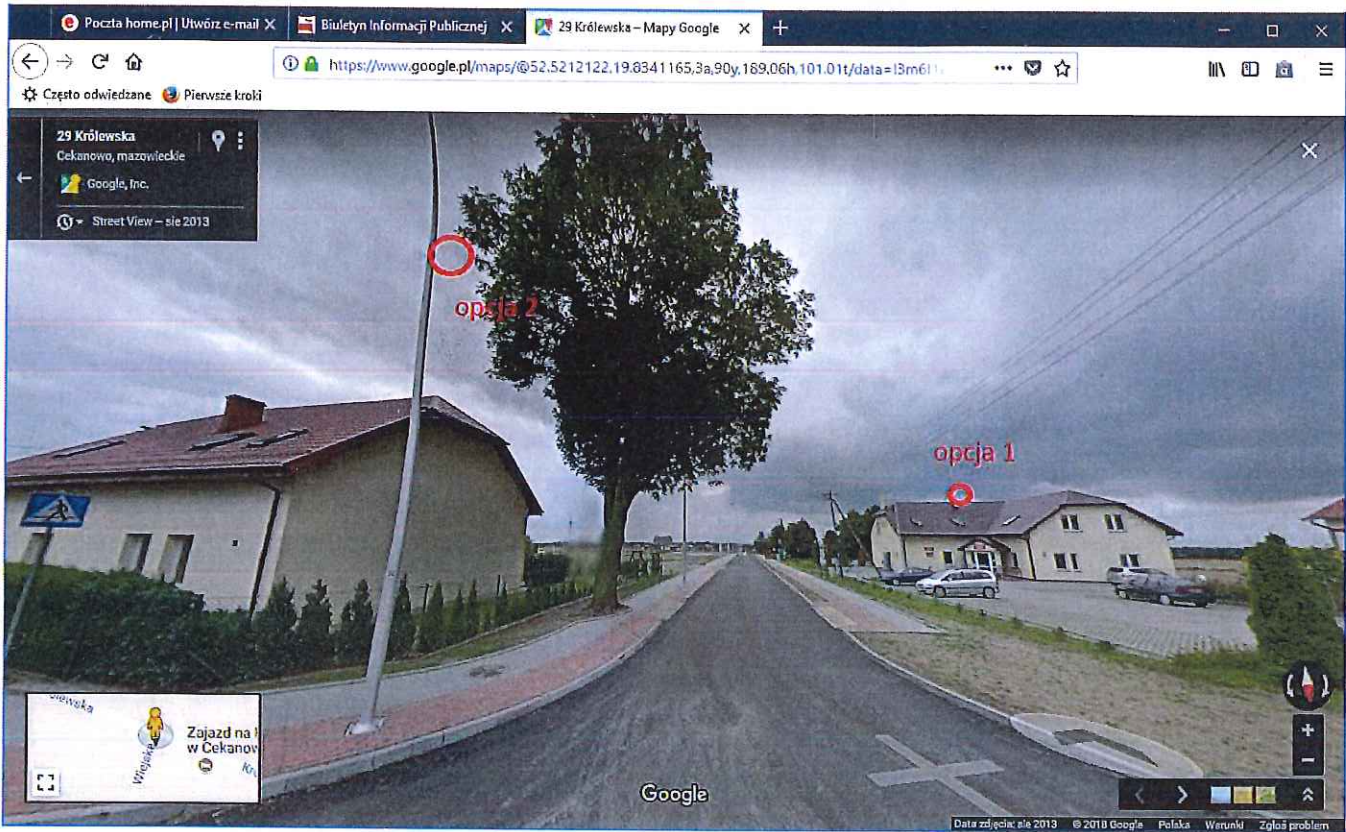 Poczta home.pl | Utwórz e-mail
Biuletyn Informacji Publicznej
29 Królewska – Mapy Google
https://www.google.pl/maps/@52.5212122,19.8341165,3a,90y,189.06h,101.01t/data=!3m6!1
Często odwiedzane
Pierwsze kroki
29 Królewska
Cekanowo, mazowieckie
Google, Inc.
Street View – sie 2013
opcja 2
opcja 1
Wiejska
Zajazd na
w Cekanow
Google
Data zdjęcia: sie 2013 © 2018 Google Polska Warunki Zgłoś problem